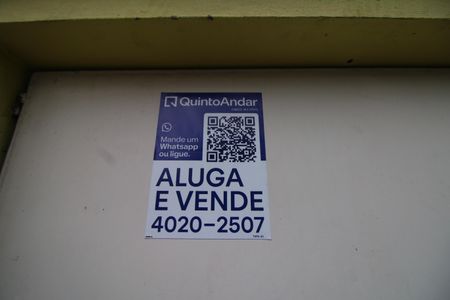 QuintoAndar
Mande um
Whatsapp
ou ligue.
ALUGA
E VENDE
4020-2507